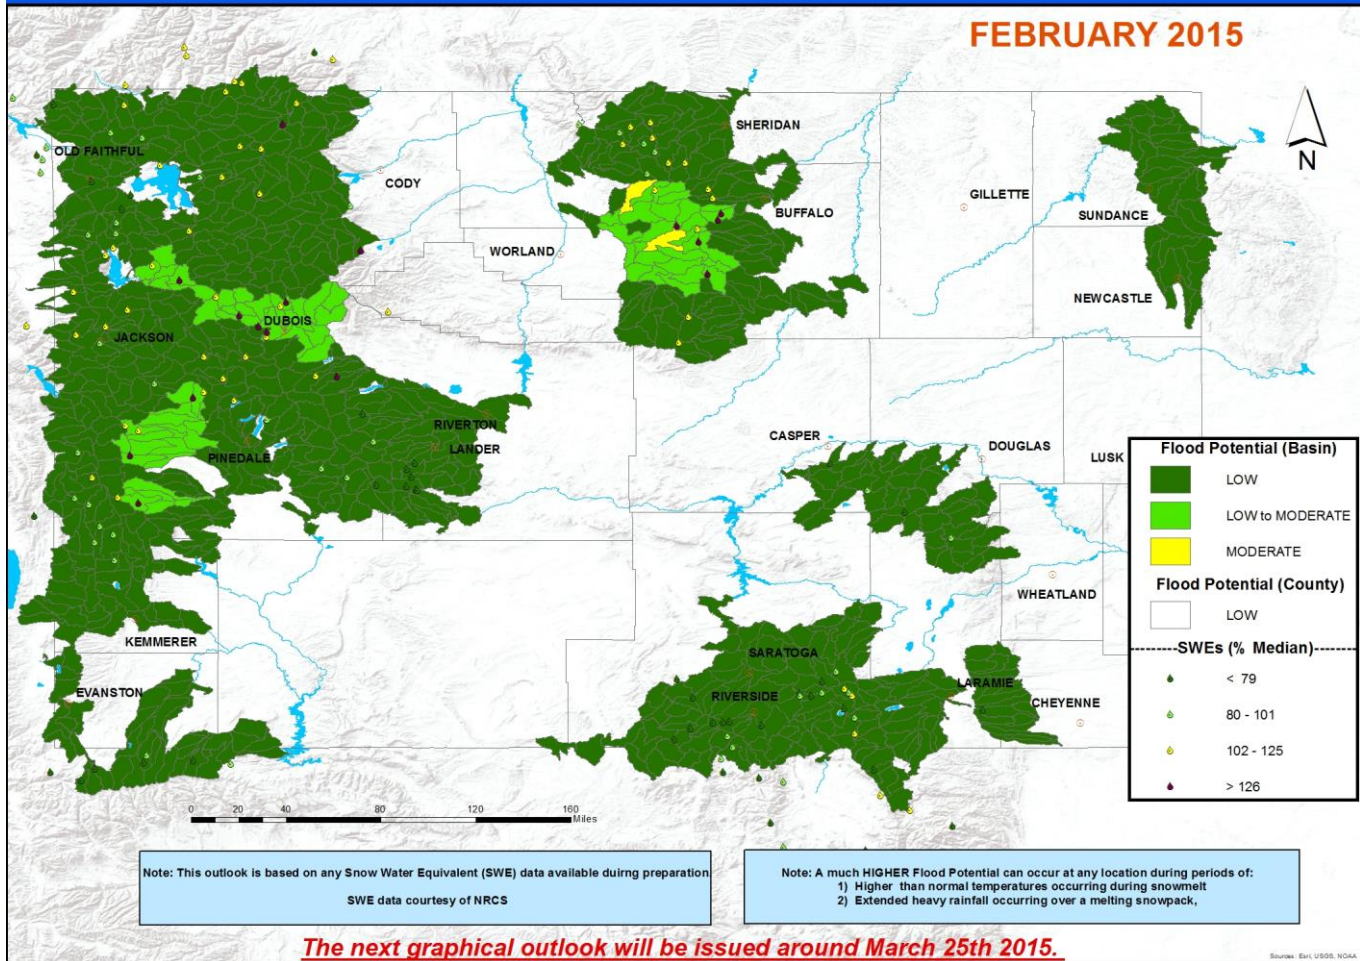 FEBRUARY 2015
N
SHERIDAN
OLD FAITHFUL
CODY
GILLETTE
BUFFALO
SUNDANCE
WORLAND
NEWCASTLE
DUBOIS
JACKSON
RIVERTON
LANDER
PINEDALE
CASPER
DOUGLAS
LUSK
WHEATLAND
KEMMERER
SARATOGA
EVANSTON
RIVERSIDE
LARAMIE
CHEYENNE
Flood Potential (Basin)
LOW
LOW to MODERATE
MODERATE
Flood Potential (County)
LOW
--------SWEs (% Median)-----
< 79
80 - 101
102 - 125
> 126
0 20 40 80 120 160
Miles
Note: This outlook is based on any Snow Water Equivalent (SWE) data available duirng preparation.
SWE data courtesy of NRCS
Note: A much HIGHER Flood Potential can occur at any location during periods of:
1) Higher than normal temperatures occurring during snowmelt
2) Extended heavy rainfall occurring over a melting snowpack,
The next graphical outlook will be issued around March 25th 2015.
Sources: Esri, USGS, NOAA